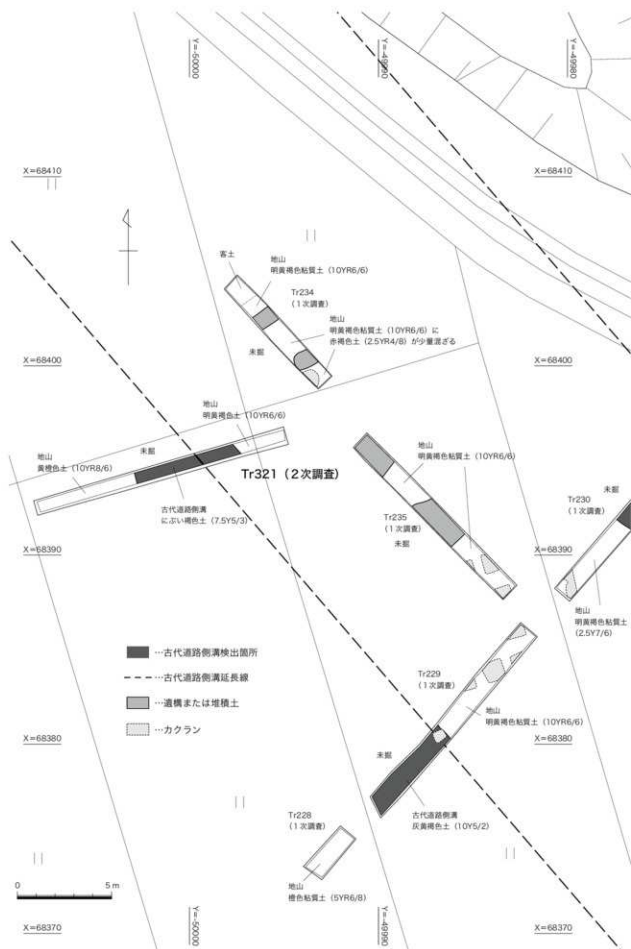 Y=-50000
Y=-49990
Y=-49980
X=68410
X=68410
客土
地山
明黄褐色粘質土（10YR6/6）
Tr234
（1次調査）
地山
明黄褐色粘質土（10YR6/6）に
赤褐色土（2.5YR4/8）が少量混ざる
未掘
X=68400
X=68400
地山
明黄褐色土（10YR6/6）
地山
黄橙色土（10YR8/6）
未掘
Tr321（2次調査）
古代道路側溝
にぶい褐色土（7.5Y5/3）
地山
明黄褐色粘質土（10YR6/6）
Tr235
（1次調査）
未掘
未掘
Tr230
（1次調査）
X=68390
X=68390
地山
明黄褐色粘質土
（2.5Y7/6）
…古代道路側溝検出箇所
…古代道路側溝延長線
…遺構または堆積土
…カクラン
Tr229
（1次調査）
地山
明黄褐色粘質土（10YR6/6）
X=68380
X=68380
未掘
古代道路側溝
灰黄褐色土（10Y5/2）
Tr228
（1次調査）
地山
橙色粘質土（5YR6/8）
0
5 m
X=68370
Y=-50000
Y=-49990
X=68370